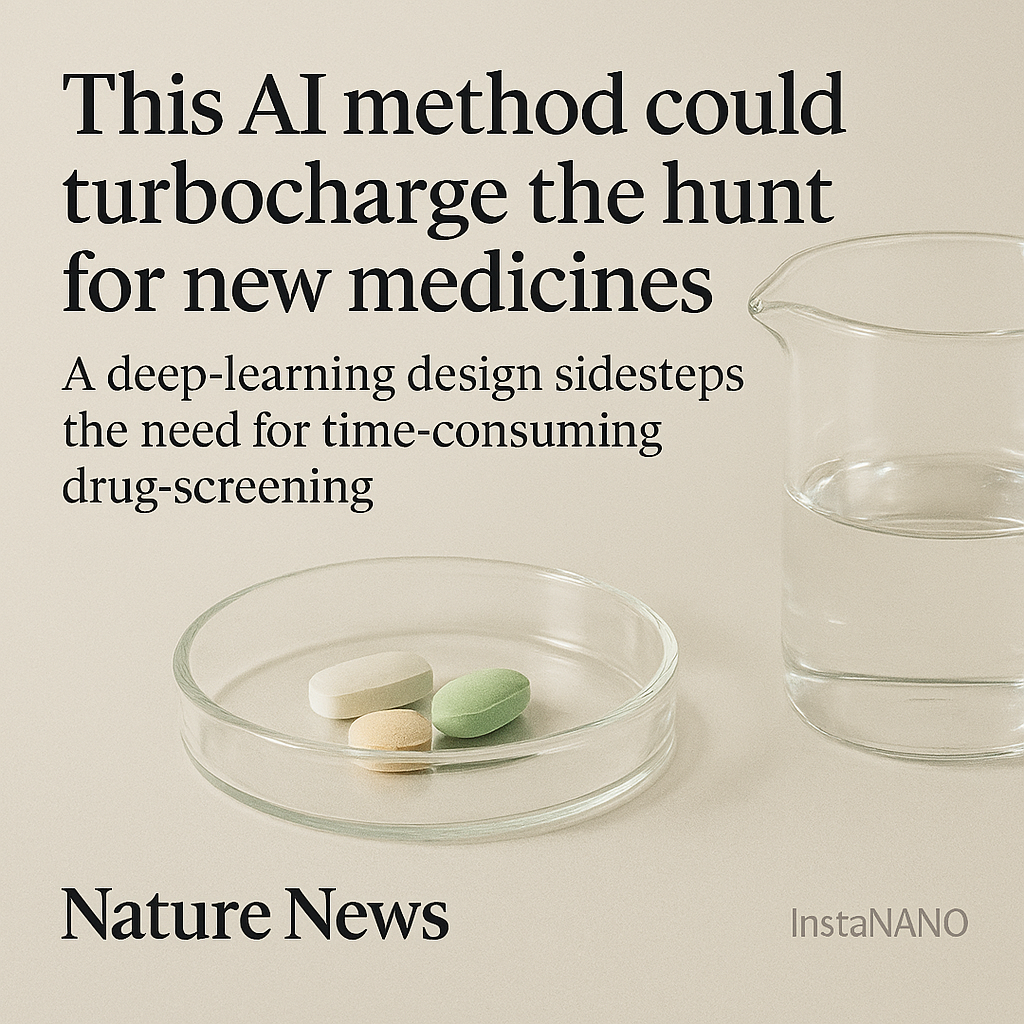 This AI method could
turbocharge the hunt
for new medicines
A deep-learning design sidesteps
the need for time-consuming
drug-screening
Nature News
InstaNANO